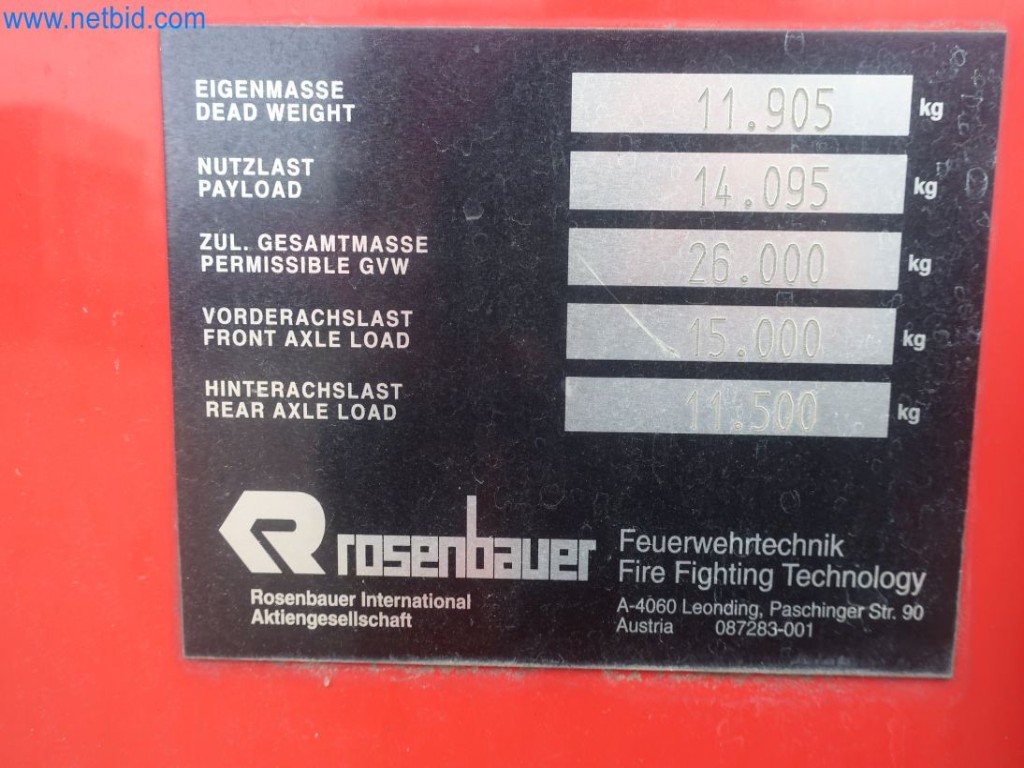 www.netbid.com
EIGENMASSE
DEAD WEIGHT 11.905 kg
NUTZLAST
PAYLOAD 14.095 kg
ZUL. GESAMTMASSE
PERMISSIBLE GVW 26.000 kg
VORDERACHSLAST
FRONT AXLE LOAD 15.000 kg
HINTERACHSLAST
REAR AXLE LOAD 11.500 kg
R rosenbauer
Rosenbauer International
Aktiengesellschaft
Feuerwehrtechnik
Fire Fighting Technology
A-4060 Leonding, Paschinger Str. 90
Austria 087283-001